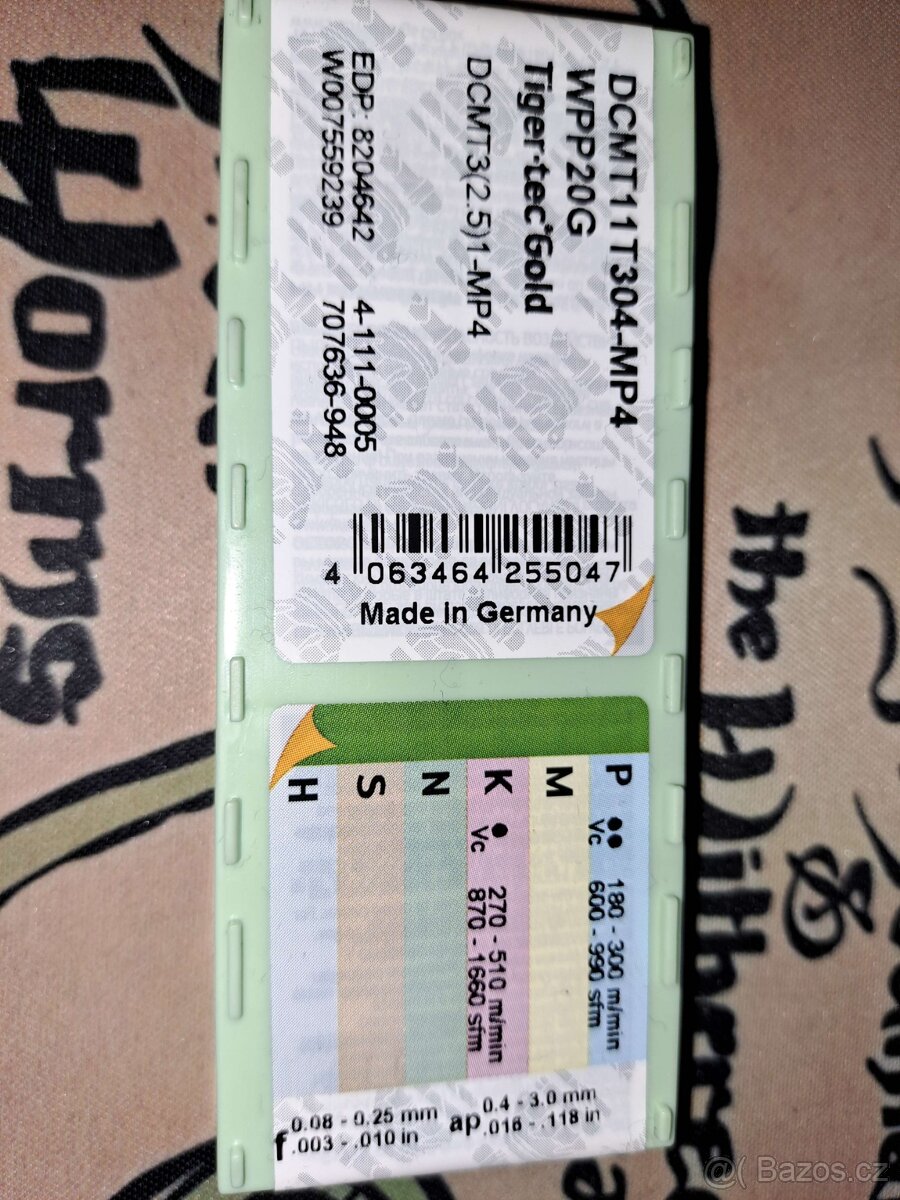 DCMT11T304-MP4
WPP20G
Tiger·tec®Gold
DCMT3(2.5)1-MP4
EDP: 8204642 4-111-0005
W007559239 707636-948
4 063464 255047
Made in Germany
P ●● Vc 180 - 300 m/min
600 - 990 sfm
M
K ● Vc 270 - 510 m/min
870 - 1660 sfm
N
S
H
f 0.08 - 0.25 mm
.003 - .010 in
ap 0.4 - 3.0 mm
.016 - .118 in
the
&
@( Bazos.cz